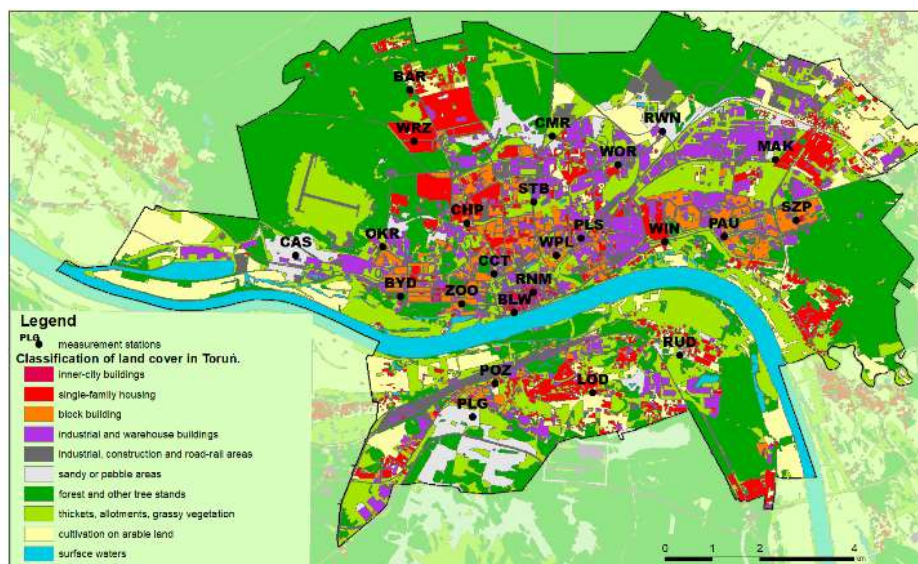 BAR
WRZ
CMR
RWN
WOR
MAK
STB
CHP
PLS
WIN
PAU
SZP
OKR
CAS
WPL
CCT
BYD
ZOO
RNM
BLW
POZ
RUD
LOD
PLG
Legend
PLG measurement stations
Classification of land cover in Toruń.
inner-city buildings
single-family housing
block building
industrial and warehouse buildings
industrial, construction and road-rail areas
sandy or pebble areas
forest and other tree stands
thickets, allotments, grassy vegetation
cultivation on arable land
surface waters
0 1 2 4
km